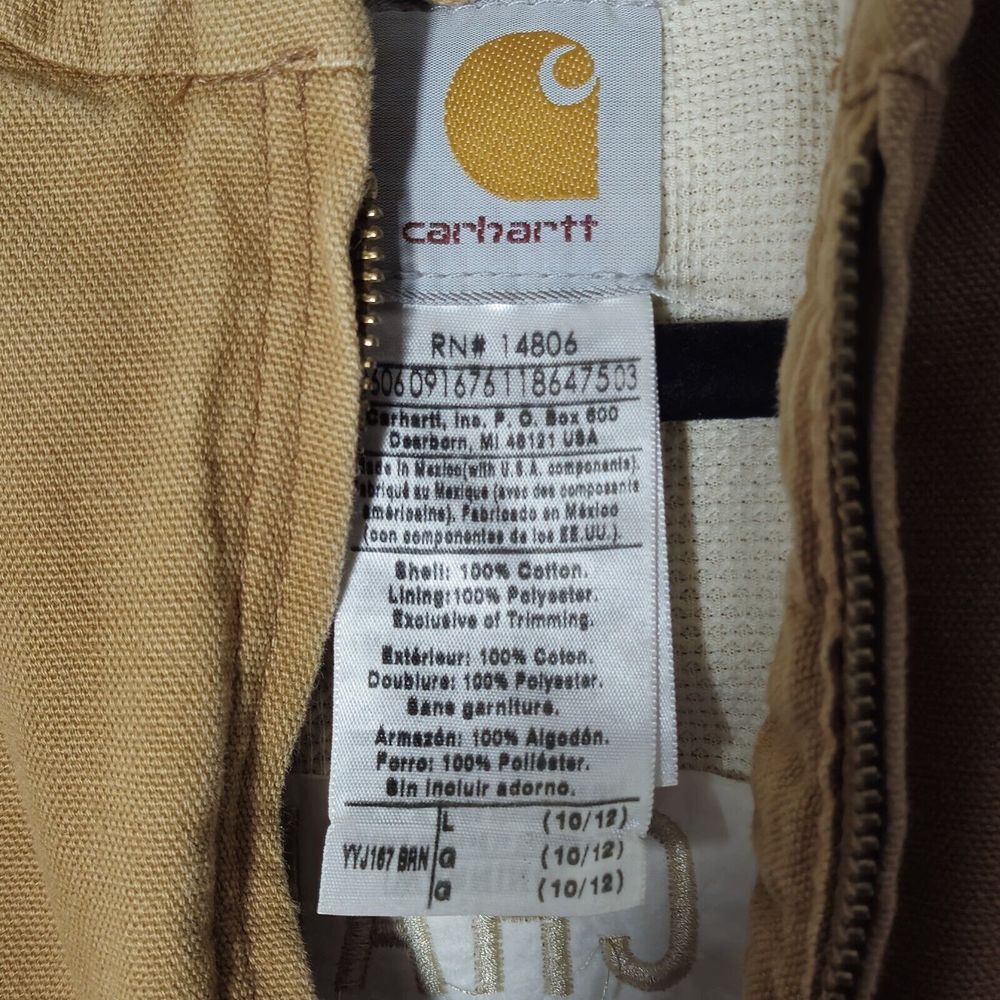 carhartt
RN# 14806
6060916761186475 03
Carhartt, Inc. P. O. Box 600
Dearborn, MI 48121 USA
Made in Mexico(with U.S.A. components).
Fabriqué au Mexique (avec des composants
américains). Fabricado en México
(con componentes de los EE.UU.).
Shell: 100% Cotton.
Lining:100% Polyester.
Exclusive of Trimming.
Extérieur: 100% Coton.
Doublure: 100% Polyester.
Sans garniture.
Armazón: 100% Algodón.
Forro: 100% Poliéster.
Sin incluir adorno.
L (10/12)
YYJ167 BRN G (10/12)
G (10/12)